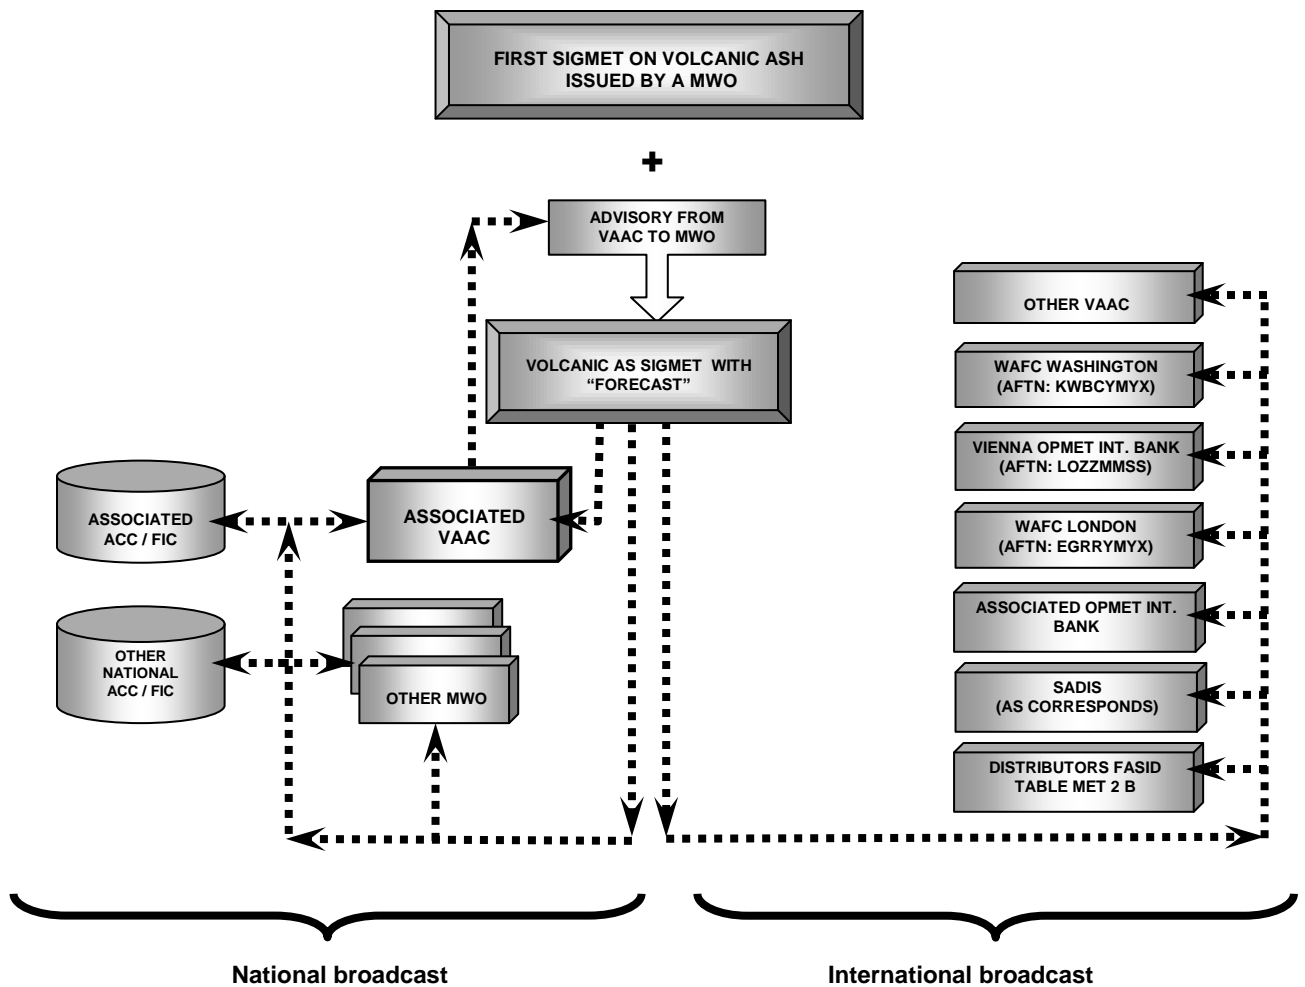 FIRST SIGMET ON VOLCANIC ASH
ISSUED BY A MWO
+
ADVISORY FROM
VAAC TO MWO
VOLCANIC AS SIGMET WITH
“FORECAST”
ASSOCIATED
ACC / FIC
ASSOCIATED
VAAC
OTHER
NATIONAL
ACC / FIC
OTHER MWO
OTHER VAAC
WAFC WASHINGTON
(AFTN: KWBCYMYX)
VIENNA OPMET INT. BANK
(AFTN: LOZZMMSS)
WAFC LONDON
(AFTN: EGRRYMYX)
ASSOCIATED OPMET INT.
BANK
SADIS
(AS CORRESPONDS)
DISTRIBUTORS FASID
TABLE MET 2 B
National broadcast
International broadcast